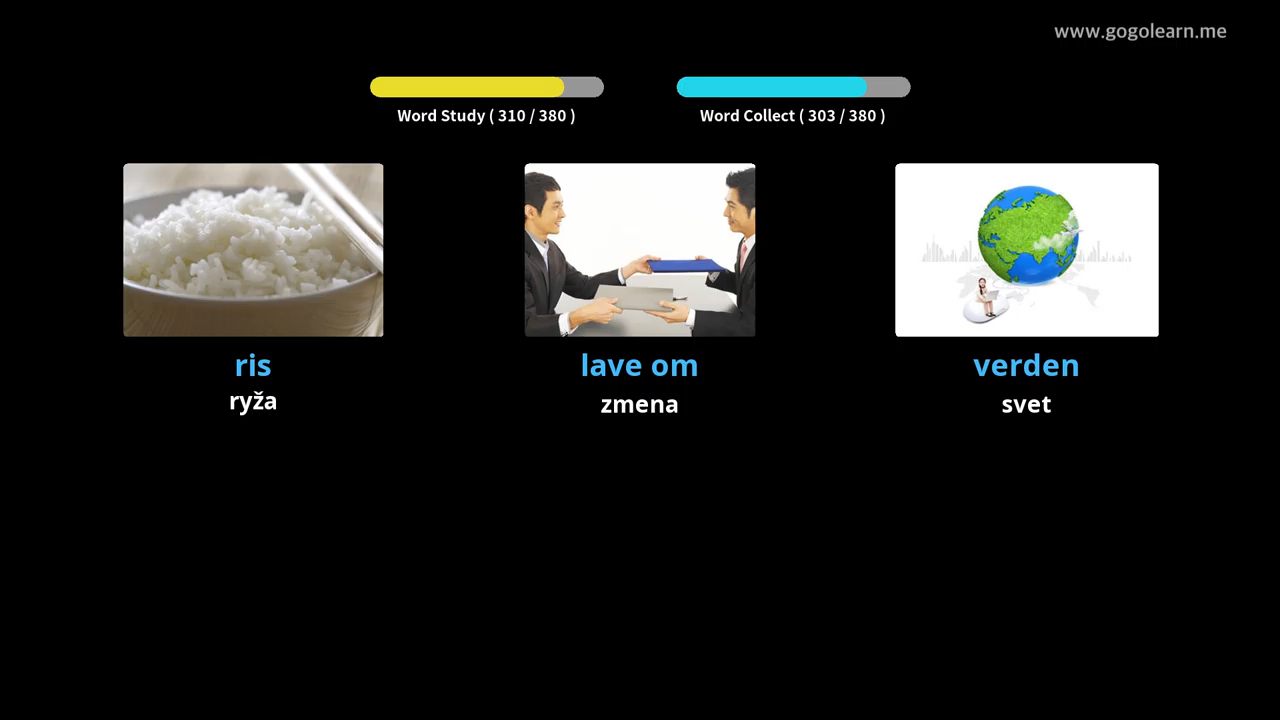 www.gogolearn.me
Word Study ( 310 / 380 )
Word Collect ( 303 / 380 )
ris
ryža
lave om
zmena
verden
svet